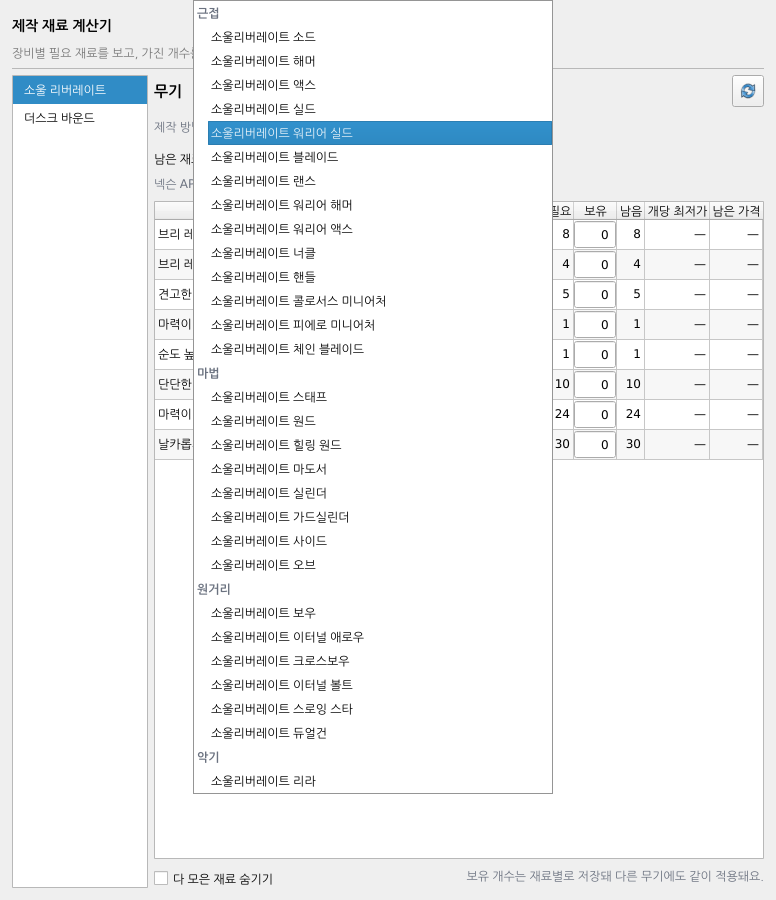 제작 재료 계산기
장비별 필요 재료를 보고, 가진 개수
소울 리버레이트
더스크 바운드
무기
제작 방
남은 재
넥슨 AP
근접
소울리버레이트 소드
소울리버레이트 해머
소울리버레이트 액스
소울리버레이트 실드
소울리버레이트 워리어 실드
소울리버레이트 블레이드
소울리버레이트 랜스
소울리버레이트 워리어 해머
소울리버레이트 워리어 액스
소울리버레이트 너클
소울리버레이트 핸들
소울리버레이트 콜로서스 미니어처
소울리버레이트 피에로 미니어처
소울리버레이트 체인 블레이드
마법
소울리버레이트 스태프
소울리버레이트 원드
소울리버레이트 힐링 원드
소울리버레이트 마도서
소울리버레이트 실린더
소울리버레이트 가드실린더
소울리버레이트 사이드
소울리버레이트 오브
원거리
소울리버레이트 보우
소울리버레이트 이터널 애로우
소울리버레이트 크로스보우
소울리버레이트 이터널 볼트
소울리버레이트 스로잉 스타
소울리버레이트 듀얼건
악기
소울리버레이트 리라
필요 보유 남음 개당 최저가 남은 가격
브리 레 8 0 8 — —
브리 레 4 0 4 — —
견고한 5 0 5 — —
마력이 1 0 1 — —
순도 높 1 0 1 — —
단단한 10 0 10 — —
마력이 24 0 24 — —
날카롭 30 0 30 — —
다 모은 재료 숨기기
보유 개수는 재료별로 저장돼 다른 무기에도 같이 적용돼요.